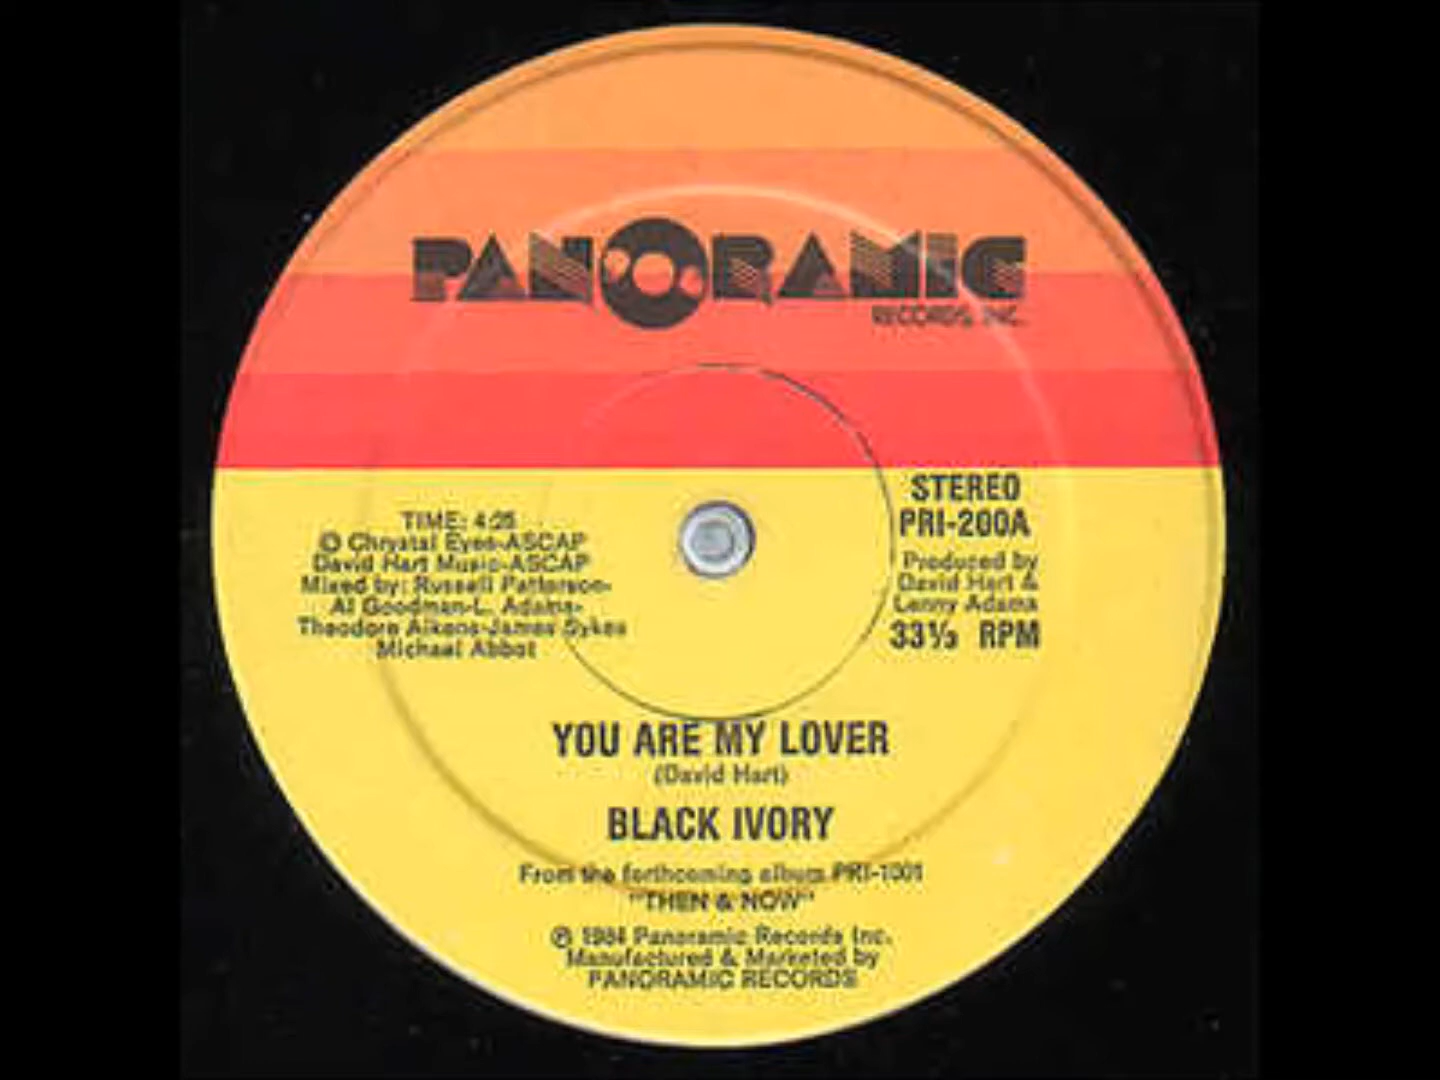 PANORAMIC
RECORDS, INC.
STEREO
PRI-200A
Produced by
David Hart &
Lenny Adams
33⅓ RPM
TIME: 4:25
© Chrystal Eyes-ASCAP
David Hart Music-ASCAP
Mixed by: Russell Patterson-
Al Goodman-L. Adams-
Theodore Aikens-James Sykes
Michael Abbot
YOU ARE MY LOVER
(David Hart)
BLACK IVORY
From the forthcoming album PRI-1001
"THEN & NOW"
℗ 1984 Panoramic Records Inc.
Manufactured & Marketed by
PANORAMIC RECORDS